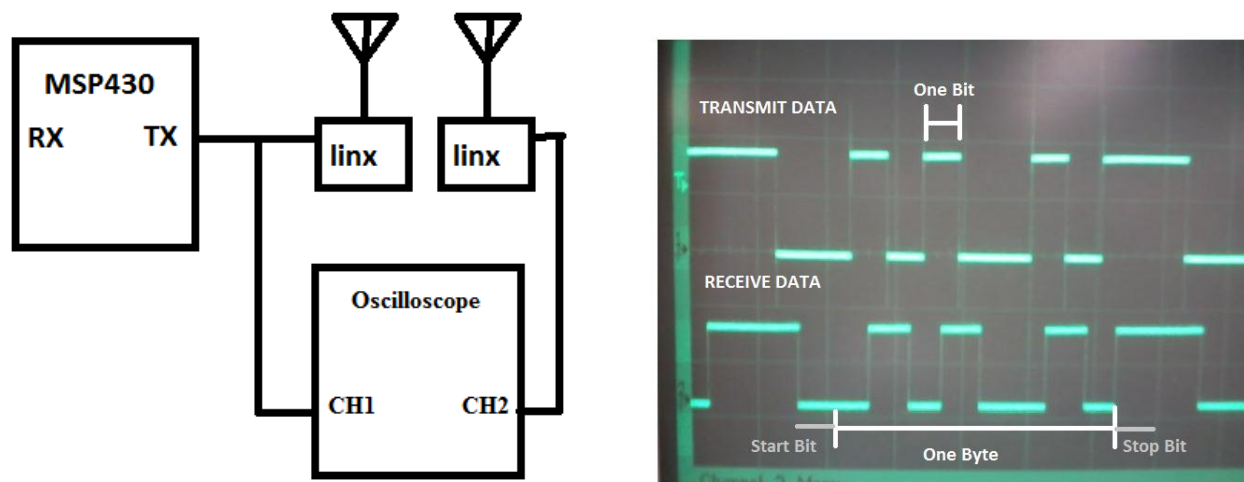 MSP430
RX
TX
linx
linx
Oscilloscope
CH1
CH2
One Bit
TRANSMIT DATA
RECEIVE DATA
Start Bit
One Byte
Stop Bit